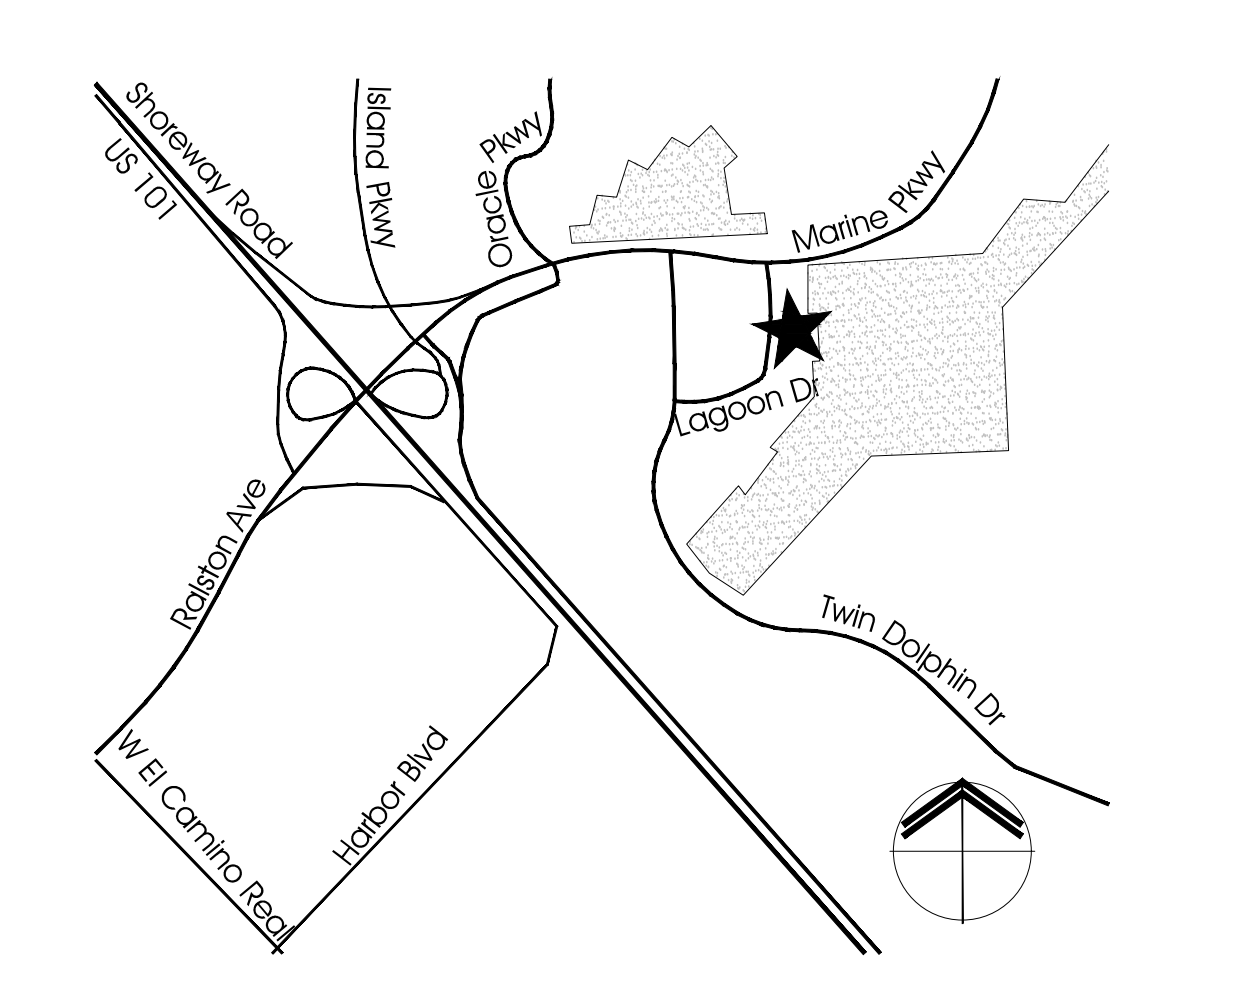 Shoreway Road
US 101
Island Pkwy
Oracle Pkwy
Marine Pkwy
Lagoon Dr
Ralston Ave
Twin Dolphin Dr
W El Camino Real
Harbor Blvd